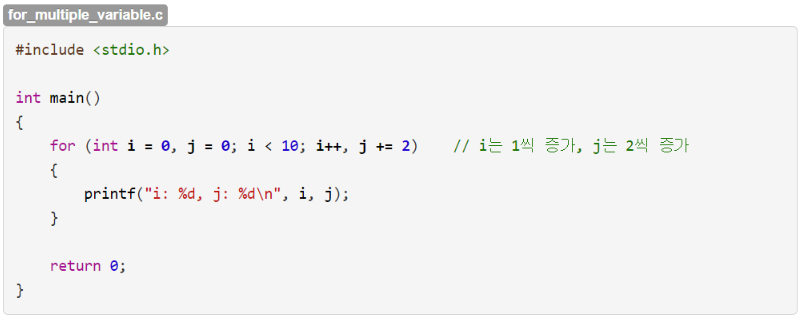 for_multiple_variable.c
#include <stdio.h>
int main()
{
for (int i = 0, j = 0; i < 10; i++, j += 2)    // i는 1씩 증가, j는 2씩 증가
{
printf("i: %d, j: %d\n", i, j);
}
return 0;
}